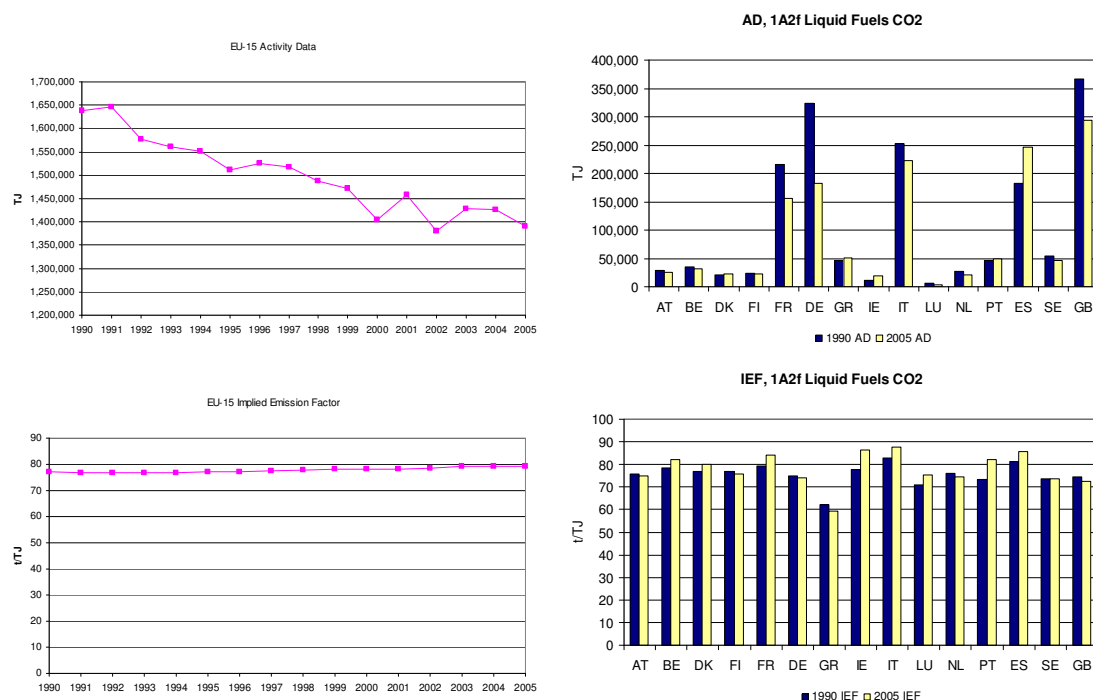 EU-15 Activity Data
1,700,000
1,650,000
1,600,000
1,550,000
1,500,000
1,450,000
1,400,000
1,350,000
1,300,000
1,250,000
1,200,000
TJ
1990 1991 1992 1993 1994 1995 1996 1997 1998 1999 2000 2001 2002 2003 2004 2005
AD, 1A2f Liquid Fuels CO2
400,000
350,000
300,000
250,000
200,000
150,000
100,000
50,000
0
TJ
AT BE DK FI FR DE GR IE IT LU NL PT ES SE GB
1990 AD 2005 AD
EU-15 Implied Emission Factor
90
80
70
60
50
40
30
20
10
0
t/TJ
1990 1991 1992 1993 1994 1995 1996 1997 1998 1999 2000 2001 2002 2003 2004 2005
IEF, 1A2f Liquid Fuels CO2
100
90
80
70
60
50
40
30
20
10
0
t/TJ
AT BE DK FI FR DE GR IE IT LU NL PT ES SE GB
1990 IEF 2005 IEF